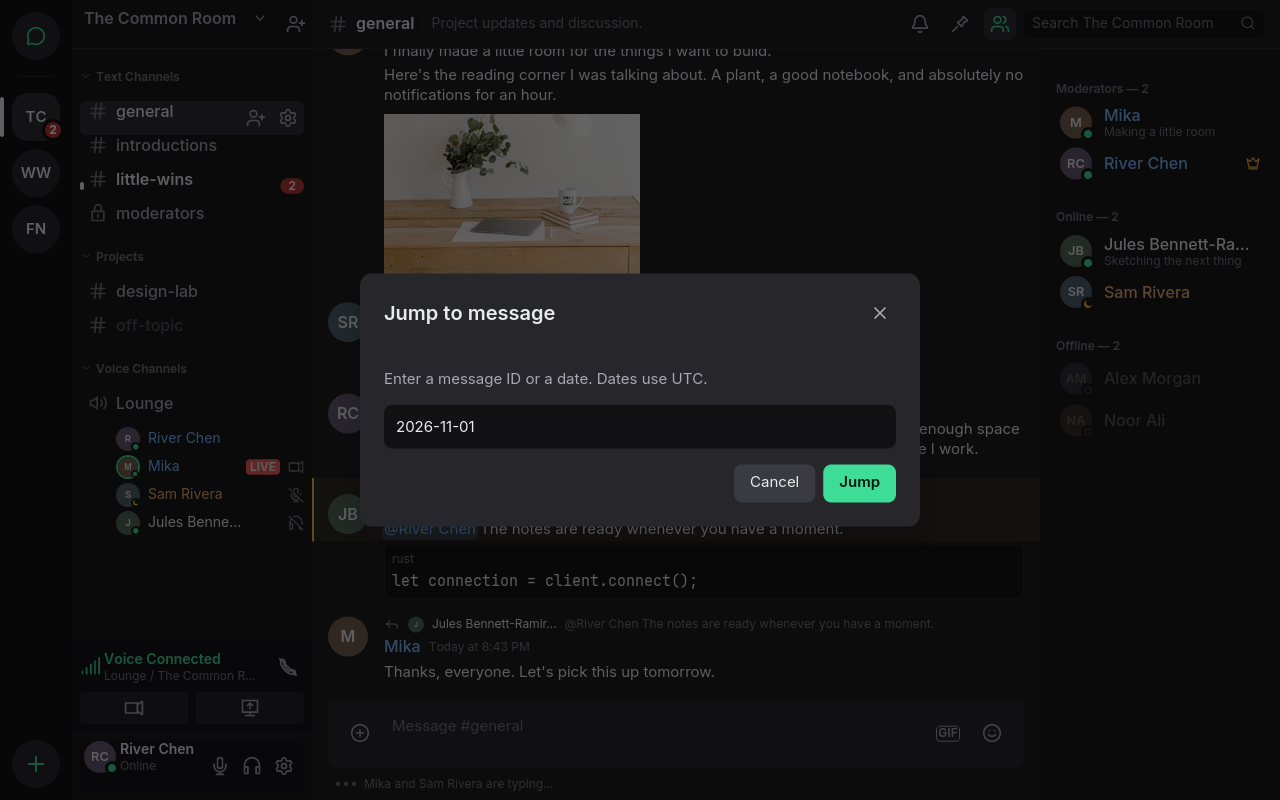 The Common Room
# general
Project updates and discussion.
Search The Common Room
TC
2
WW
FN
Text Channels
general
introductions
little-wins
2
moderators
Projects
design-lab
off-topic
Voice Channels
Lounge
R
River Chen
M
Mika
LIVE
S
Sam Rivera
J
Jules Benne...
Voice Connected
Lounge / The Common R...
RC
River Chen
Online
I finally made a little room for the things I want to build.
Here's the reading corner I was talking about. A plant, a good notebook, and absolutely no
notifications for an hour.
SR
RC
enough space
e I work.
JB
@River Chen The notes are ready whenever you have a moment.
rust
let connection = client.connect();
J
Jules Bennett-Ramir...
@River Chen The notes are ready whenever you have a moment.
M
Mika
Today at 8:43 PM
Thanks, everyone. Let's pick this up tomorrow.
Message #general
GIF
Mika and Sam Rivera are typing...
Jump to message
Enter a message ID or a date. Dates use UTC.
2026-11-01
Cancel
Jump
Moderators — 2
M
Mika
Making a little room
RC
River Chen
Online — 2
JB
Jules Bennett-Ra...
Sketching the next thing
SR
Sam Rivera
Offline — 2
AM
Alex Morgan
NA
Noor Ali